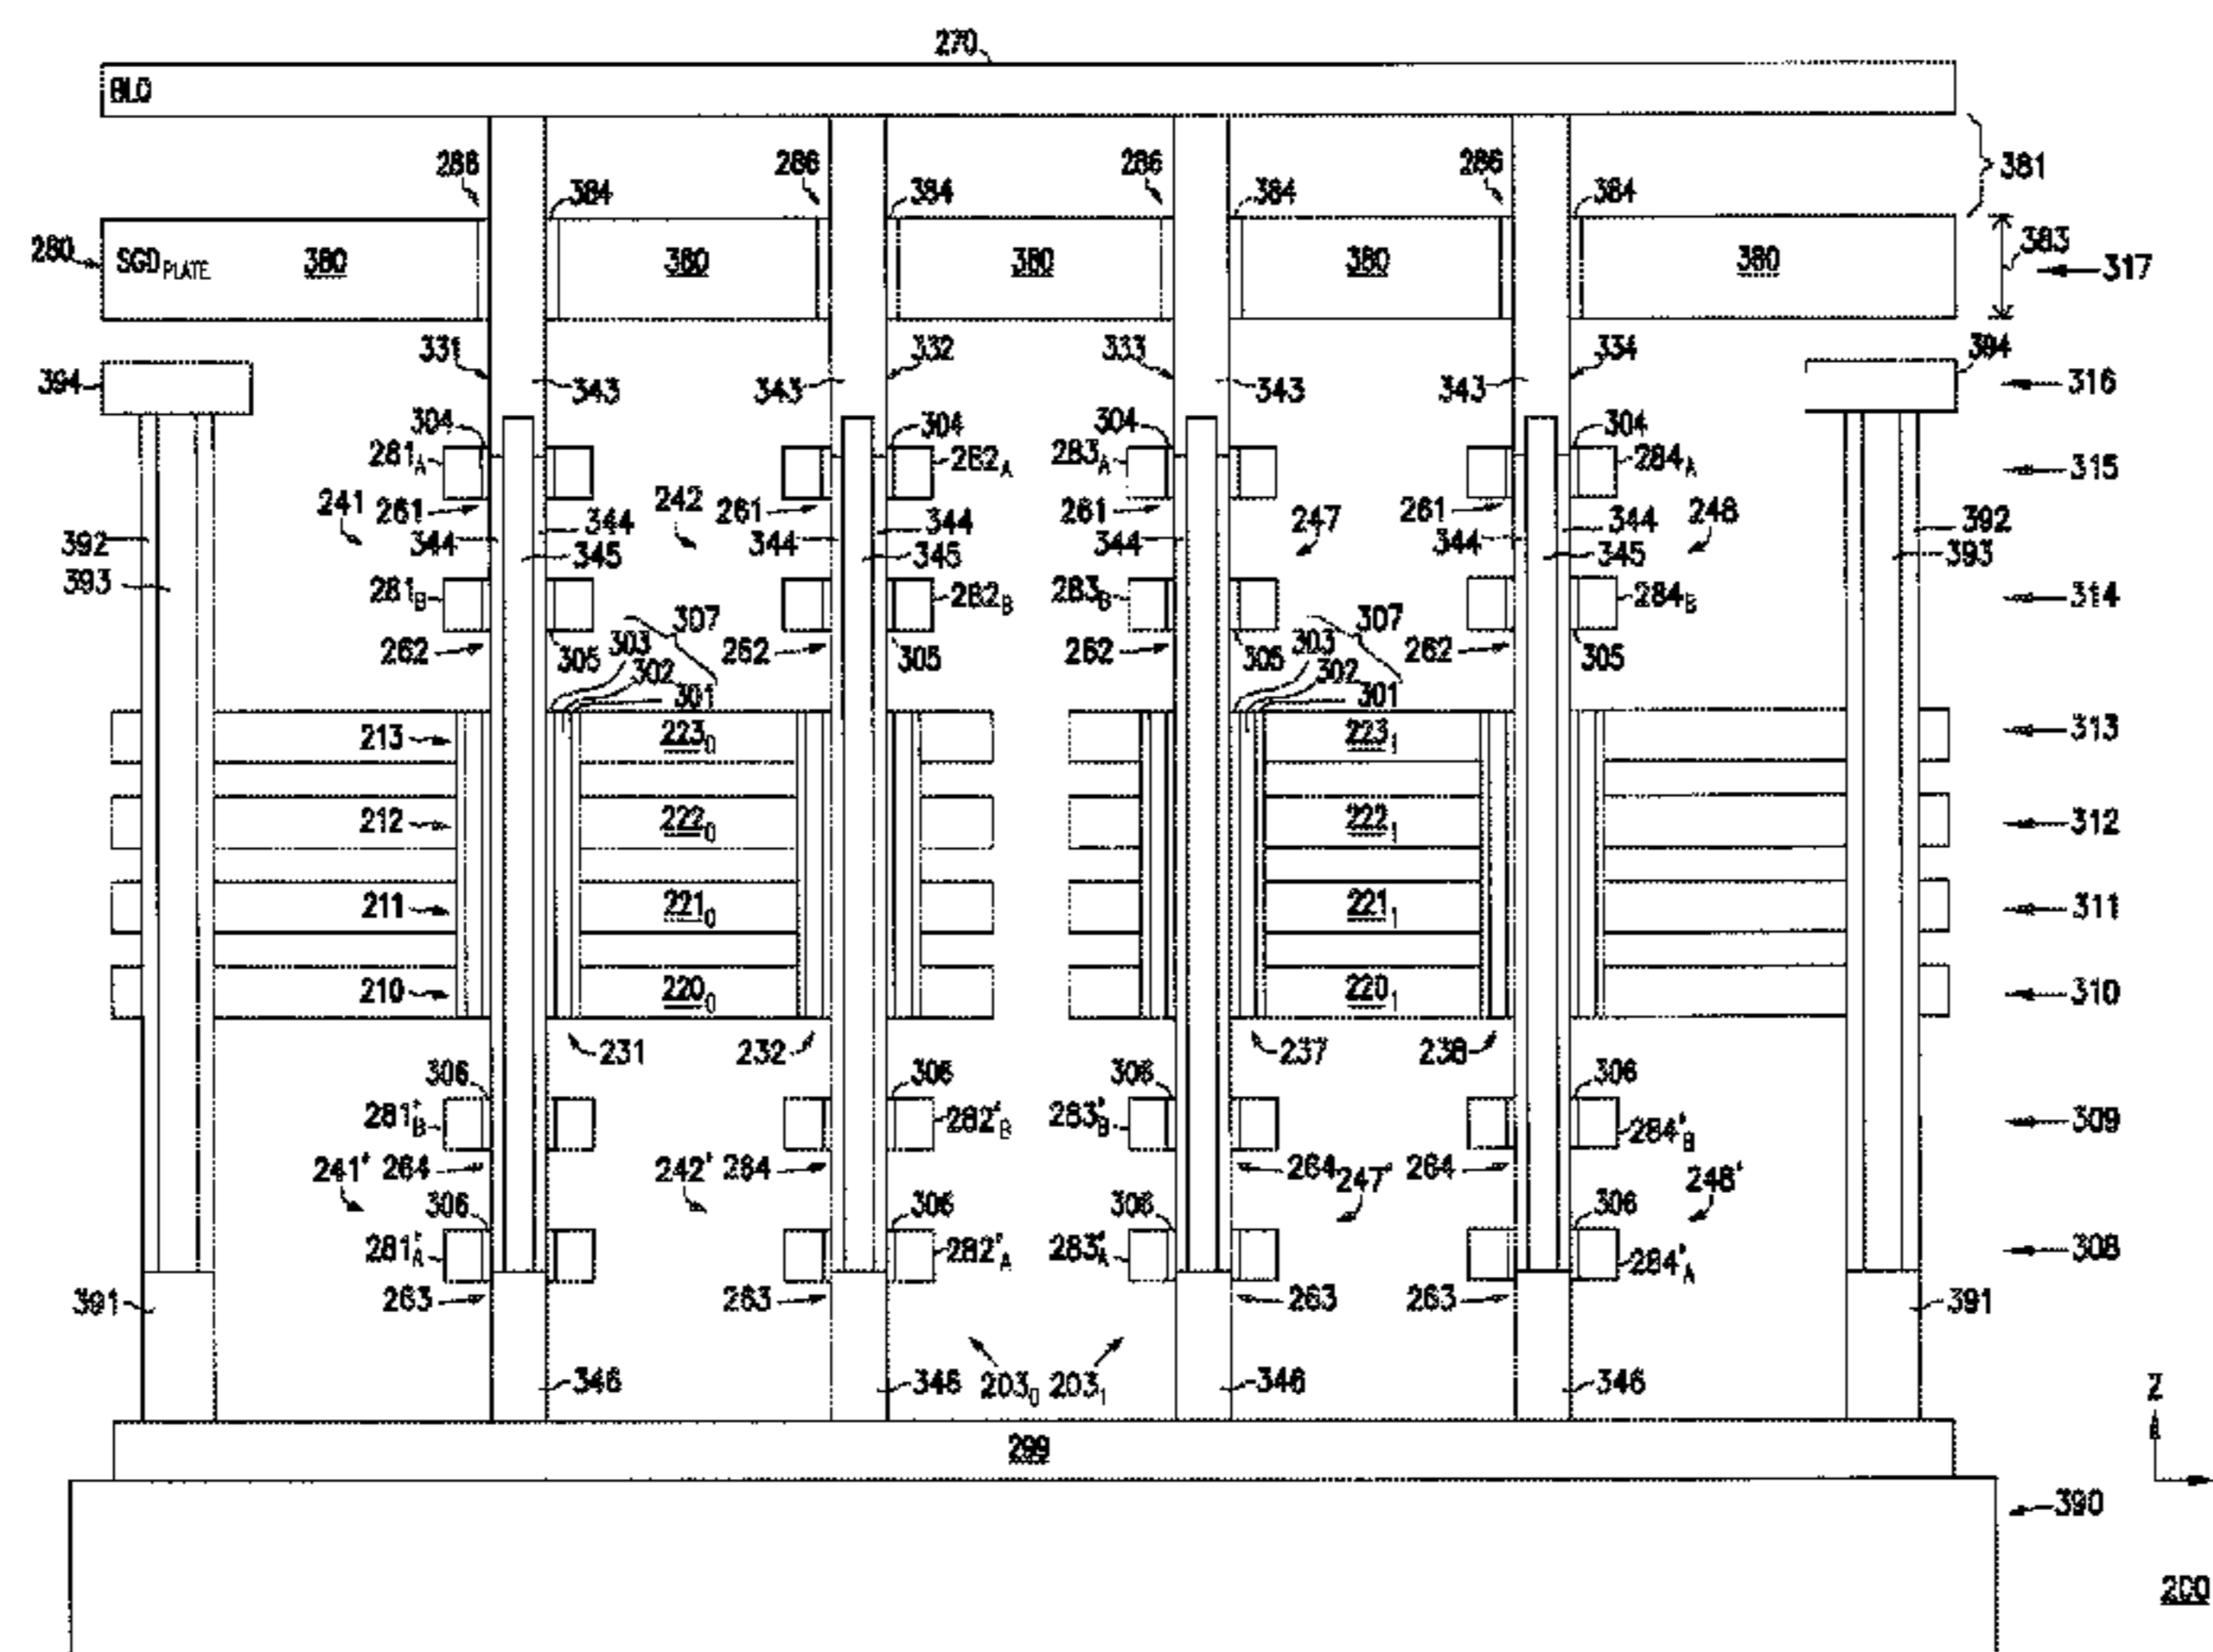 270
BL0
381
286 286 286 286
384 384 384 384
280 SGD PLATE 380 380 380 380 380 383 317
331 332 333 334
394 343 343 343 343 394 316
304 304 304 304
281A 282A 283A 284A 315
241 261 242 261 261 247 261 248
392 344 344 344 344 344 344 344 392
393 345 345 345 393
281B 282B 283B 284B 314
307 307
262 305 303 262 305 262 305 303 262 305
302 302
301 301
213 223₀ 223₁ 313
212 222₀ 222₁ 312
211 221₀ 221₁ 311
210 220₀ 220₁ 310
231 232 237 238
306 306 306 306
281'B 282'B 283'B 284'B 309
241' 264 242' 264 264 247' 264 248'
306 306 306 306
281'A 282'A 283'A 284'A 308
391 263 263 263 263 391
346 346 203₀ 203₁ 346 346
Z
299
390
200